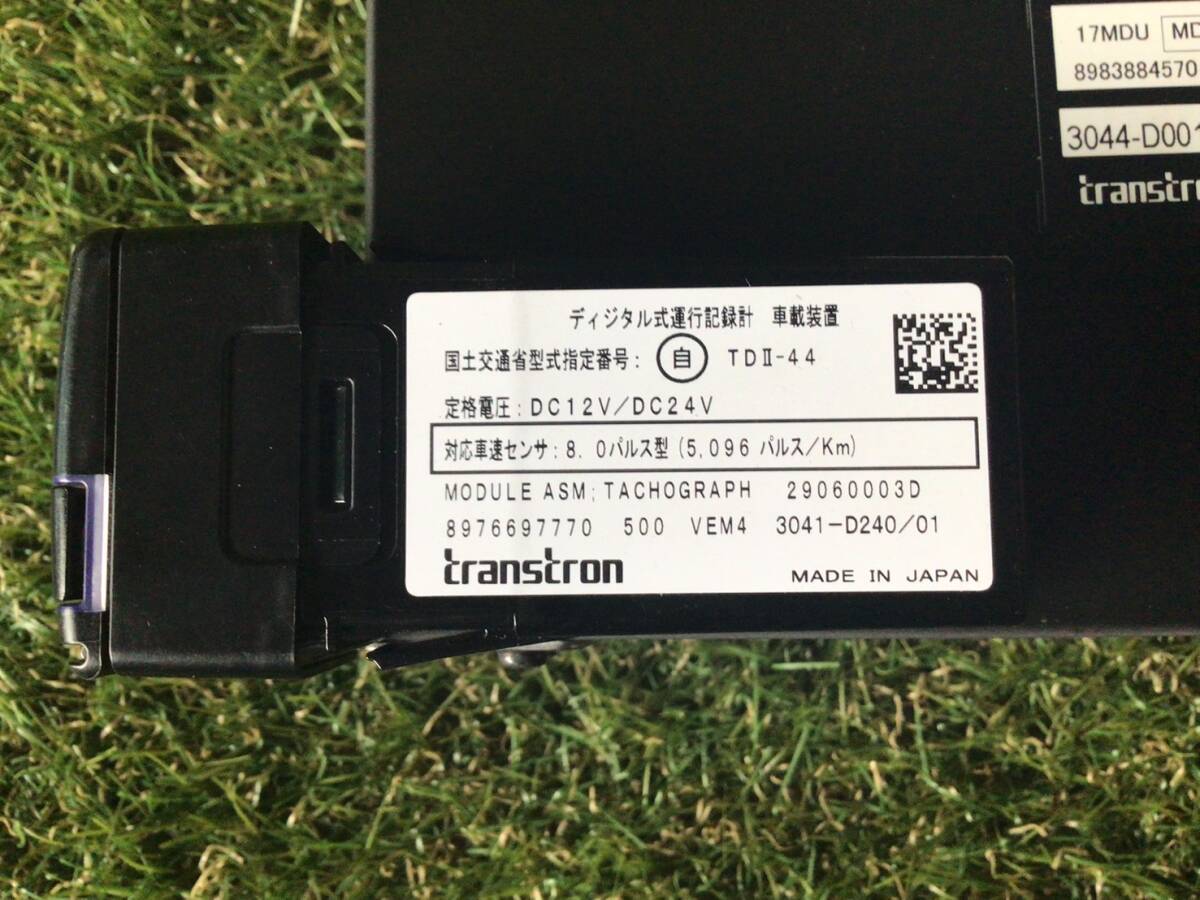 17MDU
8983884570
3044-D00
transtr
ディジタル式運行記録計 車載装置
国土交通省型式指定番号: 自 TDⅡ-44
定格電圧: DC12V/DC24V
対応車速センサ: 8.0パルス型 (5,096 パルス/Km)
MODULE ASM; TACHOGRAPH 29060003D
8976697770 500 VEM4 3041-D240/01
transtron
MADE IN JAPAN